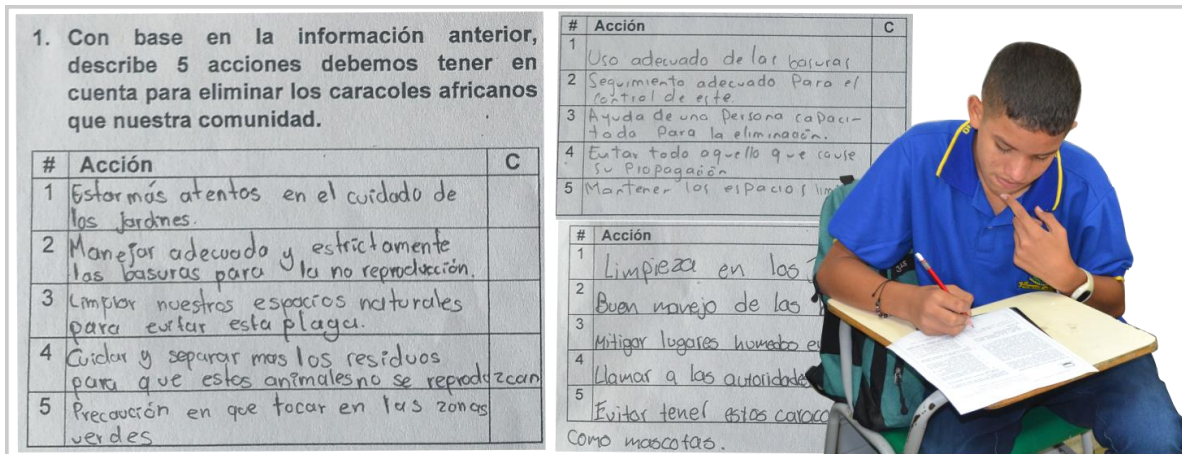 1. Con base en la información anterior,
describe 5 acciones debemos tener en
cuenta para eliminar los caracoles africanos
que nuestra comunidad.
# Acción C
1 Estar más atentos en el cuidado de
los jardines.
2 Manejar adecuada y estrictamente
las basuras para la no reproducción.
3 Limpiar nuestros espacios naturales
para evitar esta plaga.
4 Cuidar y separar mas los residuos
para que estos animales no se reproduzcan
5 Precaución en que tocar en las zonas
verdes
# Acción C
1 Uso adecuado de las basuras
2 Seguimiento adecuado Para el
control de este.
3 Ayuda de una Persona capaci-
tada Para la eliminación.
4 Evitar todo aquello que cause
su Propagación
5 Mantener los espacios
# Acción
1 Limpieza en los
2 Buen manejo de las
3 Mitigar lugares humedos
4 Llamar a las autoridade
5 Evitar tener estos
como mascotas.